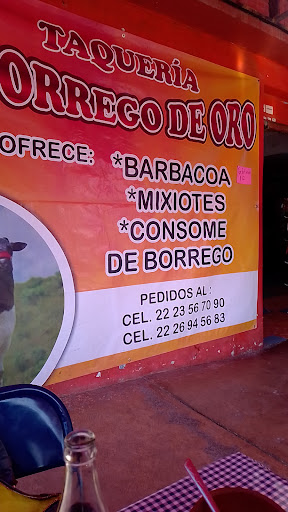 TAQUERÍA
BORREGO DE ORO
OFRECE:
*BARBACOA
*MIXIOTES
*CONSOME
DE BORREGO
PEDIDOS AL :
CEL. 22 23 56 70 90
CEL. 22 26 94 56 83